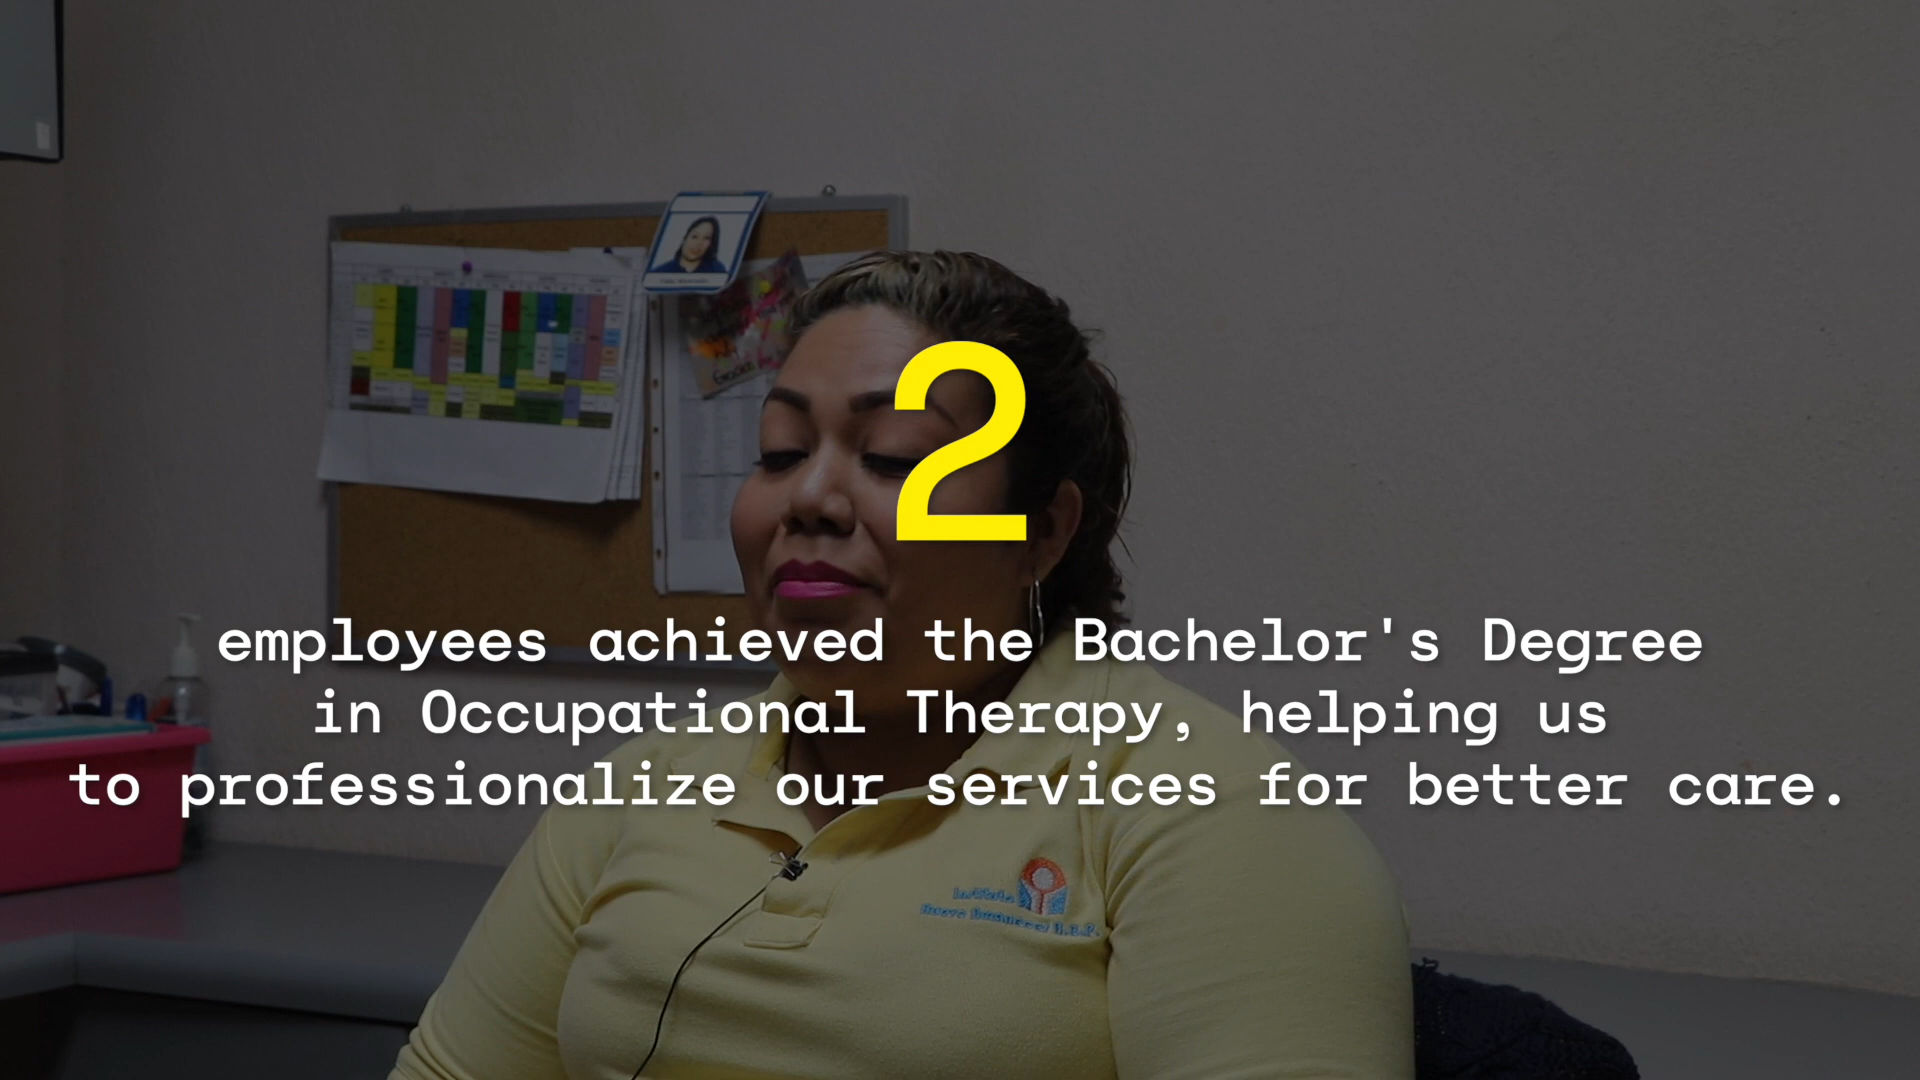 2
employees achieved the Bachelor's Degree
in Occupational Therapy, helping us
to professionalize our services for better care.